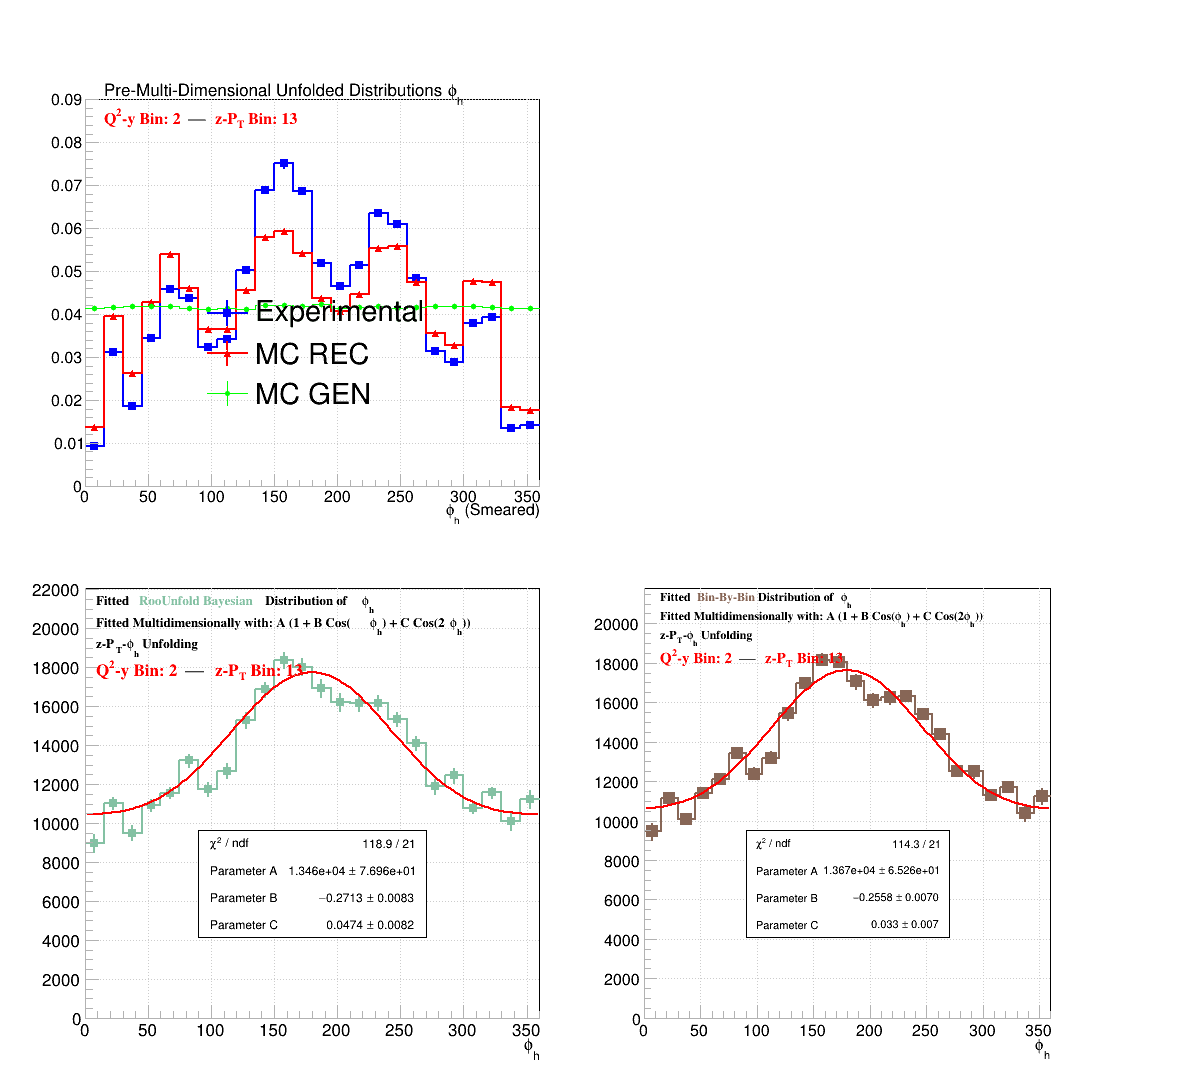 Pre-Multi-Dimensional Unfolded Distributions ϕh
Q2-y Bin: 2 — z-PT Bin: 13
0.09
0.08
0.07
0.06
0.05
0.04
0.03
0.02
0.01
0
Experimental
MC REC
MC GEN
0 50 100 150 200 250 300 350
ϕh (Smeared)
Fitted RooUnfold Bayesian Distribution of ϕh
Fitted Multidimensionally with: A (1 + B Cos( ϕh) + C Cos(2 ϕh))
z-PT-ϕh Unfolding
Q2-y Bin: 2 — z-PT Bin: 13
22000
20000
18000
16000
14000
12000
10000
8000
6000
4000
2000
0
χ2 / ndf 118.9 / 21
Parameter A 1.346e+04 ± 7.696e+01
Parameter B −0.2713 ± 0.0083
Parameter C 0.0474 ± 0.0082
0 50 100 150 200 250 300 350
ϕh
Fitted Bin-By-Bin Distribution of ϕh
Fitted Multidimensionally with: A (1 + B Cos(ϕh) + C Cos(2ϕh))
z-PT-ϕh Unfolding
Q2-y Bin: 2 — z-PT Bin: 13
20000
18000
16000
14000
12000
10000
8000
6000
4000
2000
0
χ2 / ndf 114.3 / 21
Parameter A 1.367e+04 ± 6.526e+01
Parameter B −0.2558 ± 0.0070
Parameter C 0.033 ± 0.007
0 50 100 150 200 250 300 350
ϕh